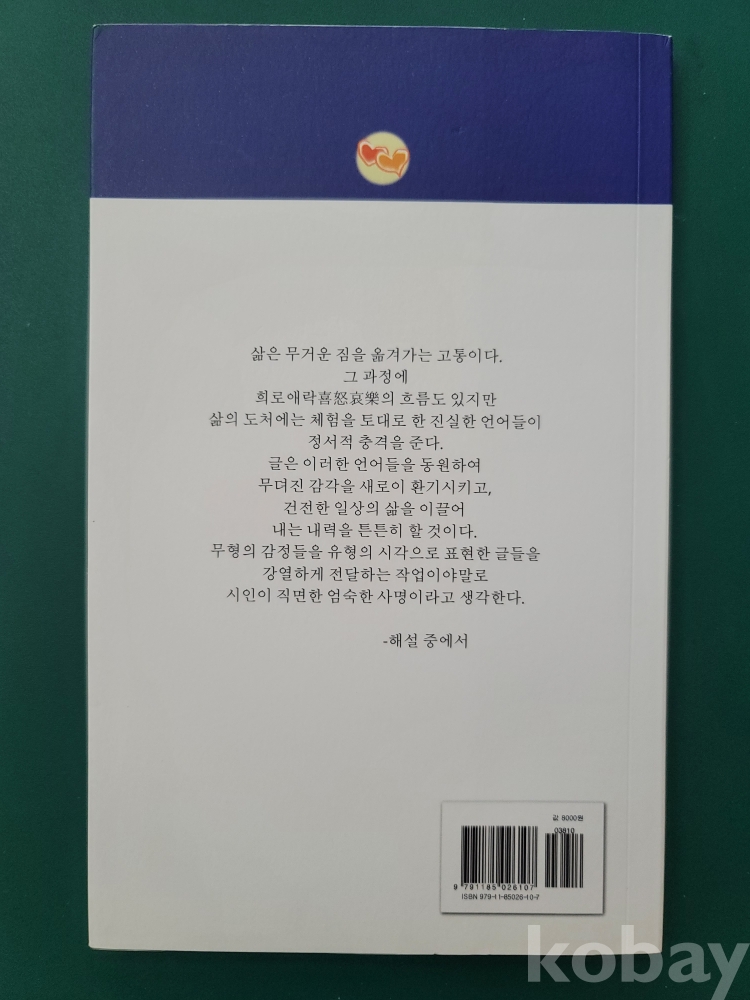 삶은 무거운 짐을 옮겨가는 고통이다.
그 과정에
희로애락喜怒哀樂의 흐름도 있지만
삶의 도처에는 체험을 토대로 한 진실한 언어들이
정서적 충격을 준다.
글은 이러한 언어들을 동원하여
무뎌진 감각을 새로이 환기시키고,
건전한 일상의 삶을 이끌어
내는 내력을 튼튼히 할 것이다.
무형의 감정들을 유형의 시각으로 표현한 글들을
강열하게 전달하는 작업이야말로
시인이 직면한 엄숙한 사명이라고 생각한다.
-해설 중에서
값 8000원
03810
9 791185 026107
ISBN 979-11-85026-10-7
kobay